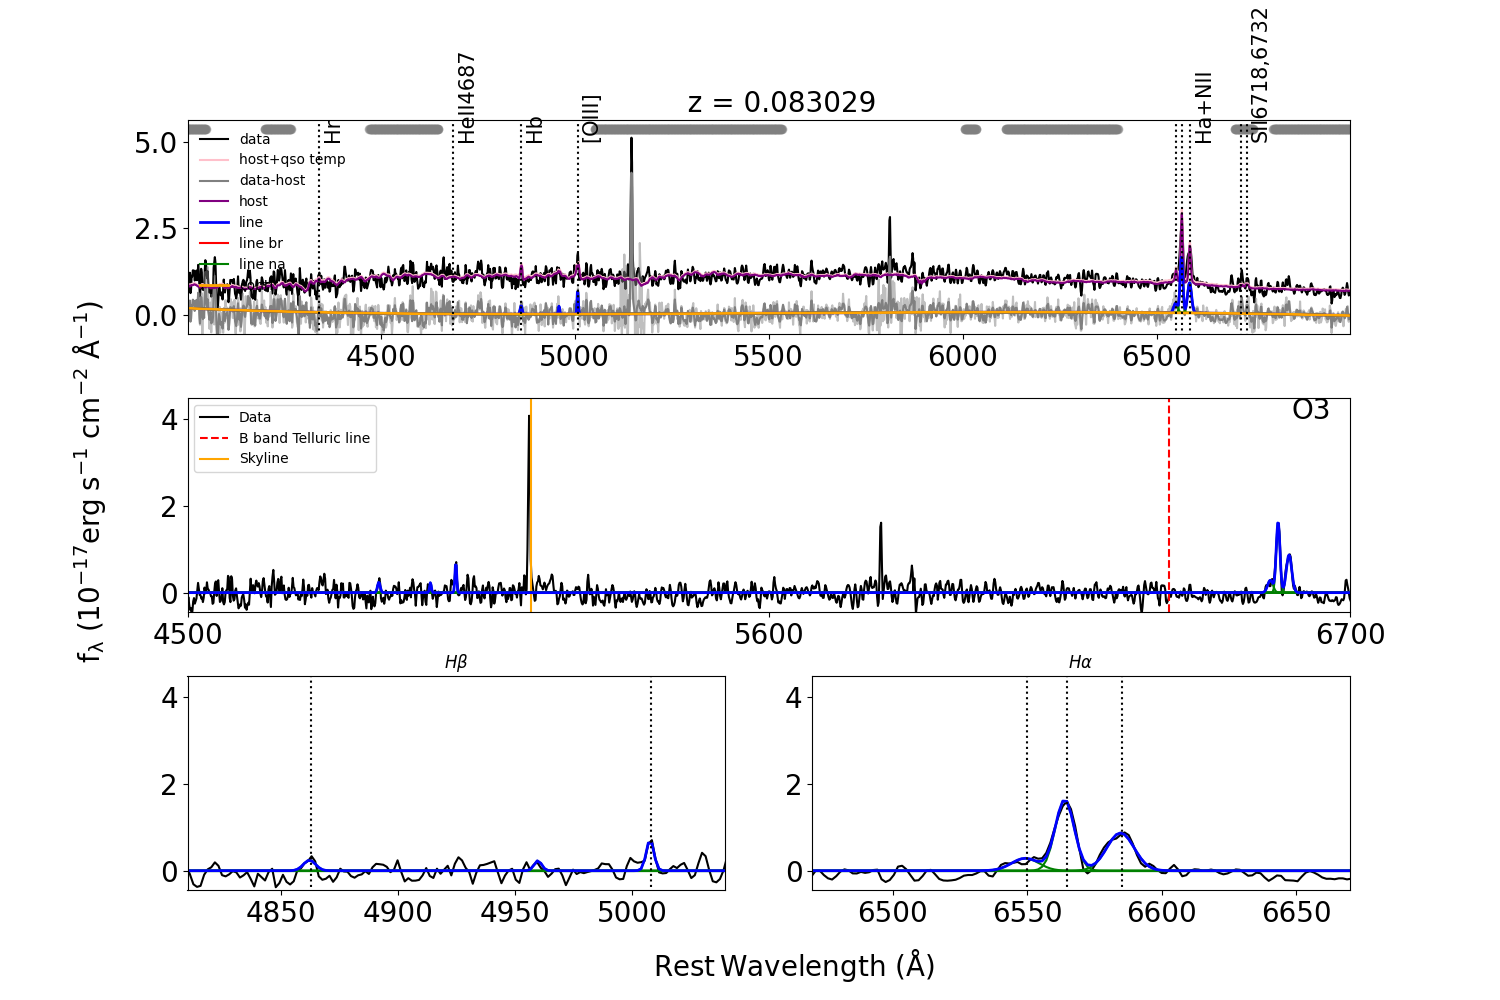 z = 0.083029
Hr
HeII4687
Hb
[OIII]
Ha+NII
SII6718,6732
data
host+qso temp
data-host
host
line
line br
line na
5.0
2.5
0.0
4500 5000 5500 6000 6500
fλ (10⁻¹⁷erg s⁻¹ cm⁻² Å⁻¹)
O3
Data
B band Telluric line
Skyline
4
2
0
4500 5600 6700
Hβ
4
2
0
4850 4900 4950 5000
Hα
4
2
0
6500 6550 6600 6650
Rest Wavelength (Å)